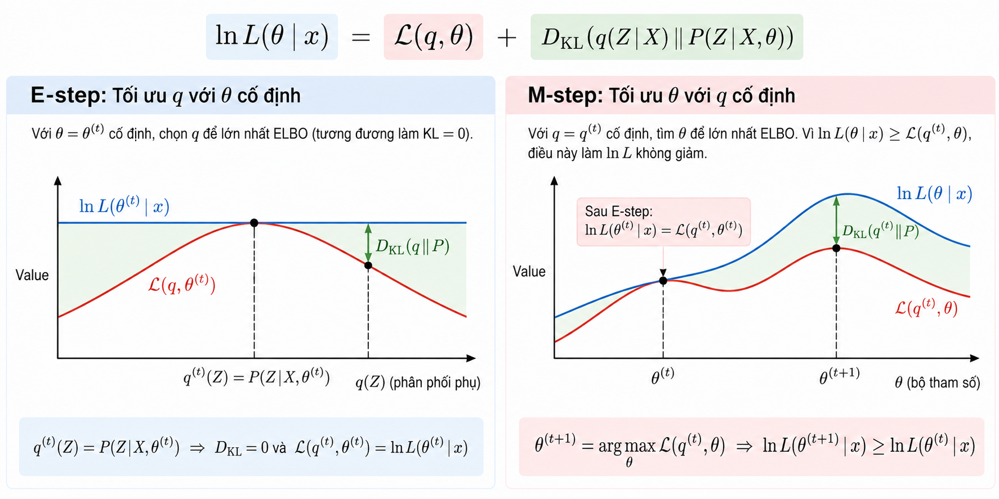 ln L(θ | x) = ℒ(q, θ) + D_KL(q(Z | X) ‖ P(Z | X, θ))
E-step: Tối ưu q với θ cố định
Với θ = θ^(t) cố định, chọn q để lớn nhất ELBO (tương đương làm KL = 0).
ln L(θ^(t) | x)
D_KL(q ‖ P)
Value
ℒ(q, θ^(t))
q^(t)(Z) = P(Z | X, θ^(t))
q(Z) (phân phối phụ)
q^(t)(Z) = P(Z | X, θ^(t)) ⇒ D_KL = 0 và ℒ(q^(t), θ^(t)) = ln L(θ^(t) | x)
M-step: Tối ưu θ với q cố định
Với q = q^(t) cố định, tìm θ để lớn nhất ELBO. Vì ln L(θ | x) ≥ ℒ(q^(t), θ),
điều này làm ln L khòng giảm.
ln L(θ | x)
Sau E-step:
ln L(θ^(t) | x) = ℒ(q^(t), θ^(t))
D_KL(q^(t) ‖ P)
Value
ℒ(q^(t), θ)
θ^(t)
θ^(t+1)
θ (bộ tham số)
θ^(t+1) = arg max_θ ℒ(q^(t), θ) ⇒ ln L(θ^(t+1) | x) ≥ ln L(θ^(t) | x)